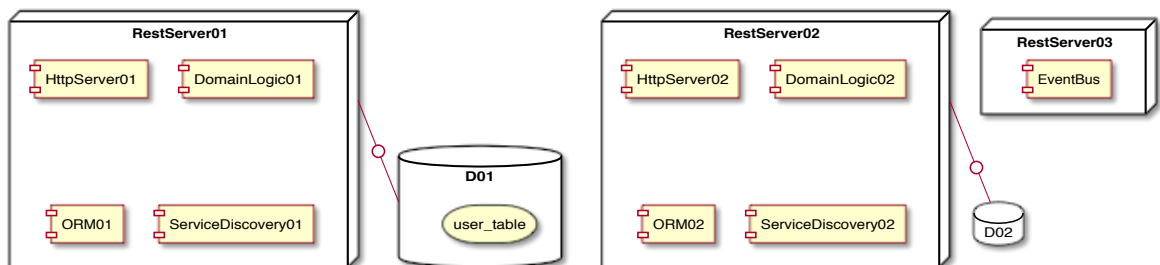 RestServer01
HttpServer01
DomainLogic01
ORM01
ServiceDiscovery01
D01
user_table
RestServer02
HttpServer02
DomainLogic02
ORM02
ServiceDiscovery02
D02
RestServer03
EventBus